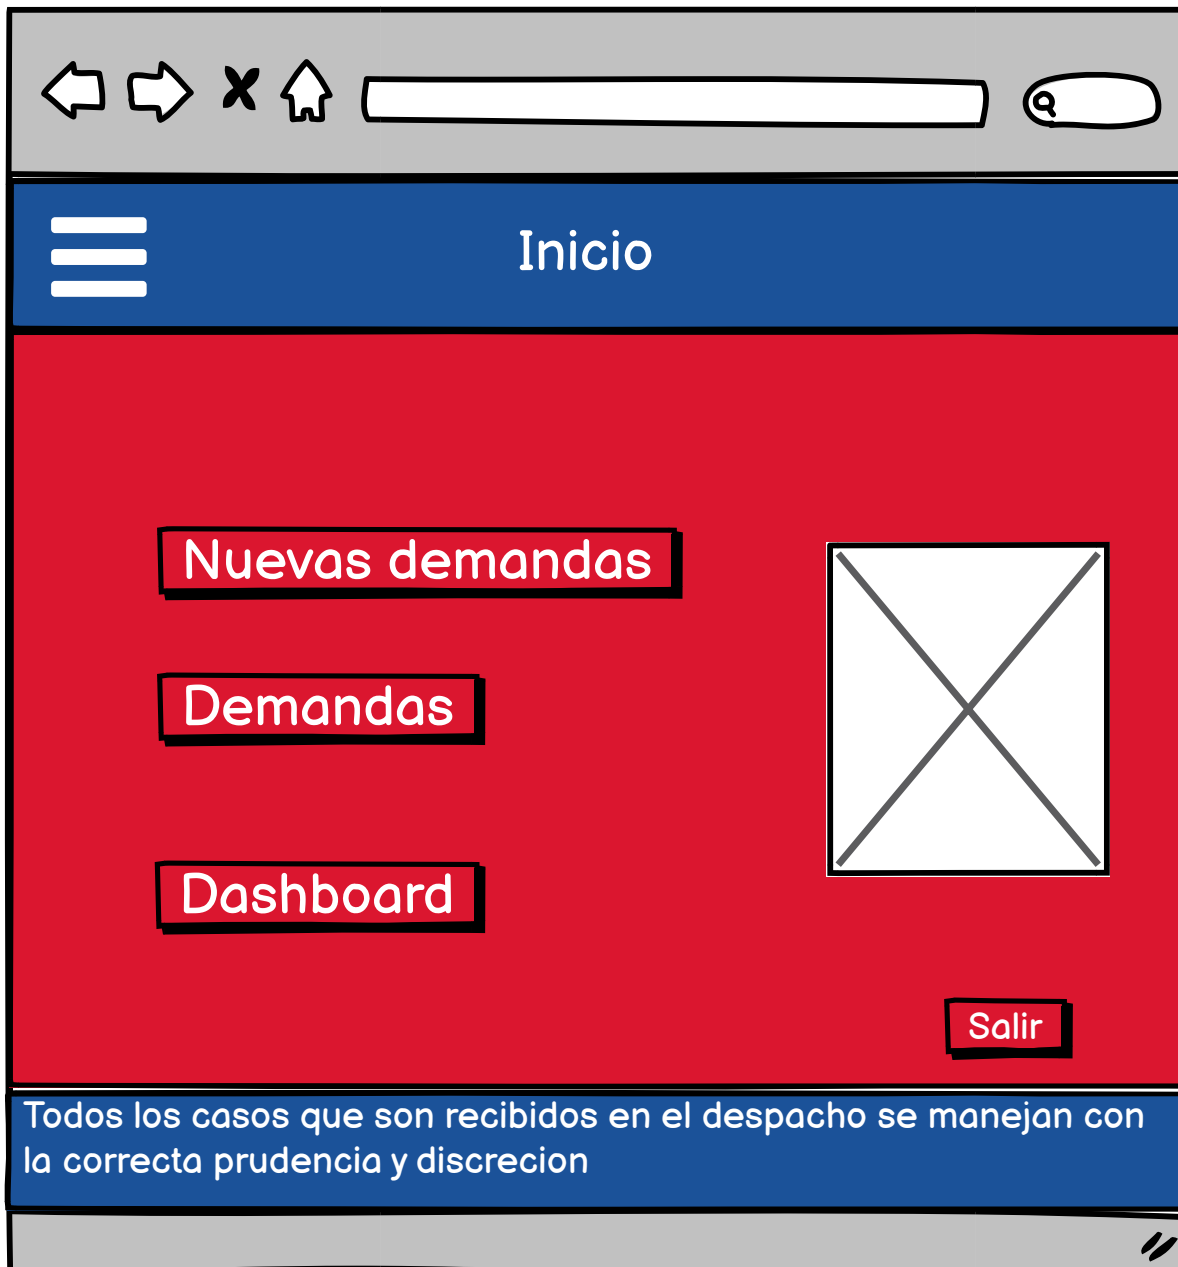 Inicio
Nuevas demandas
Demandas
Dashboard
Salir
Todos los casos que son recibidos en el despacho se manejan con
la correcta prudencia y discrecion